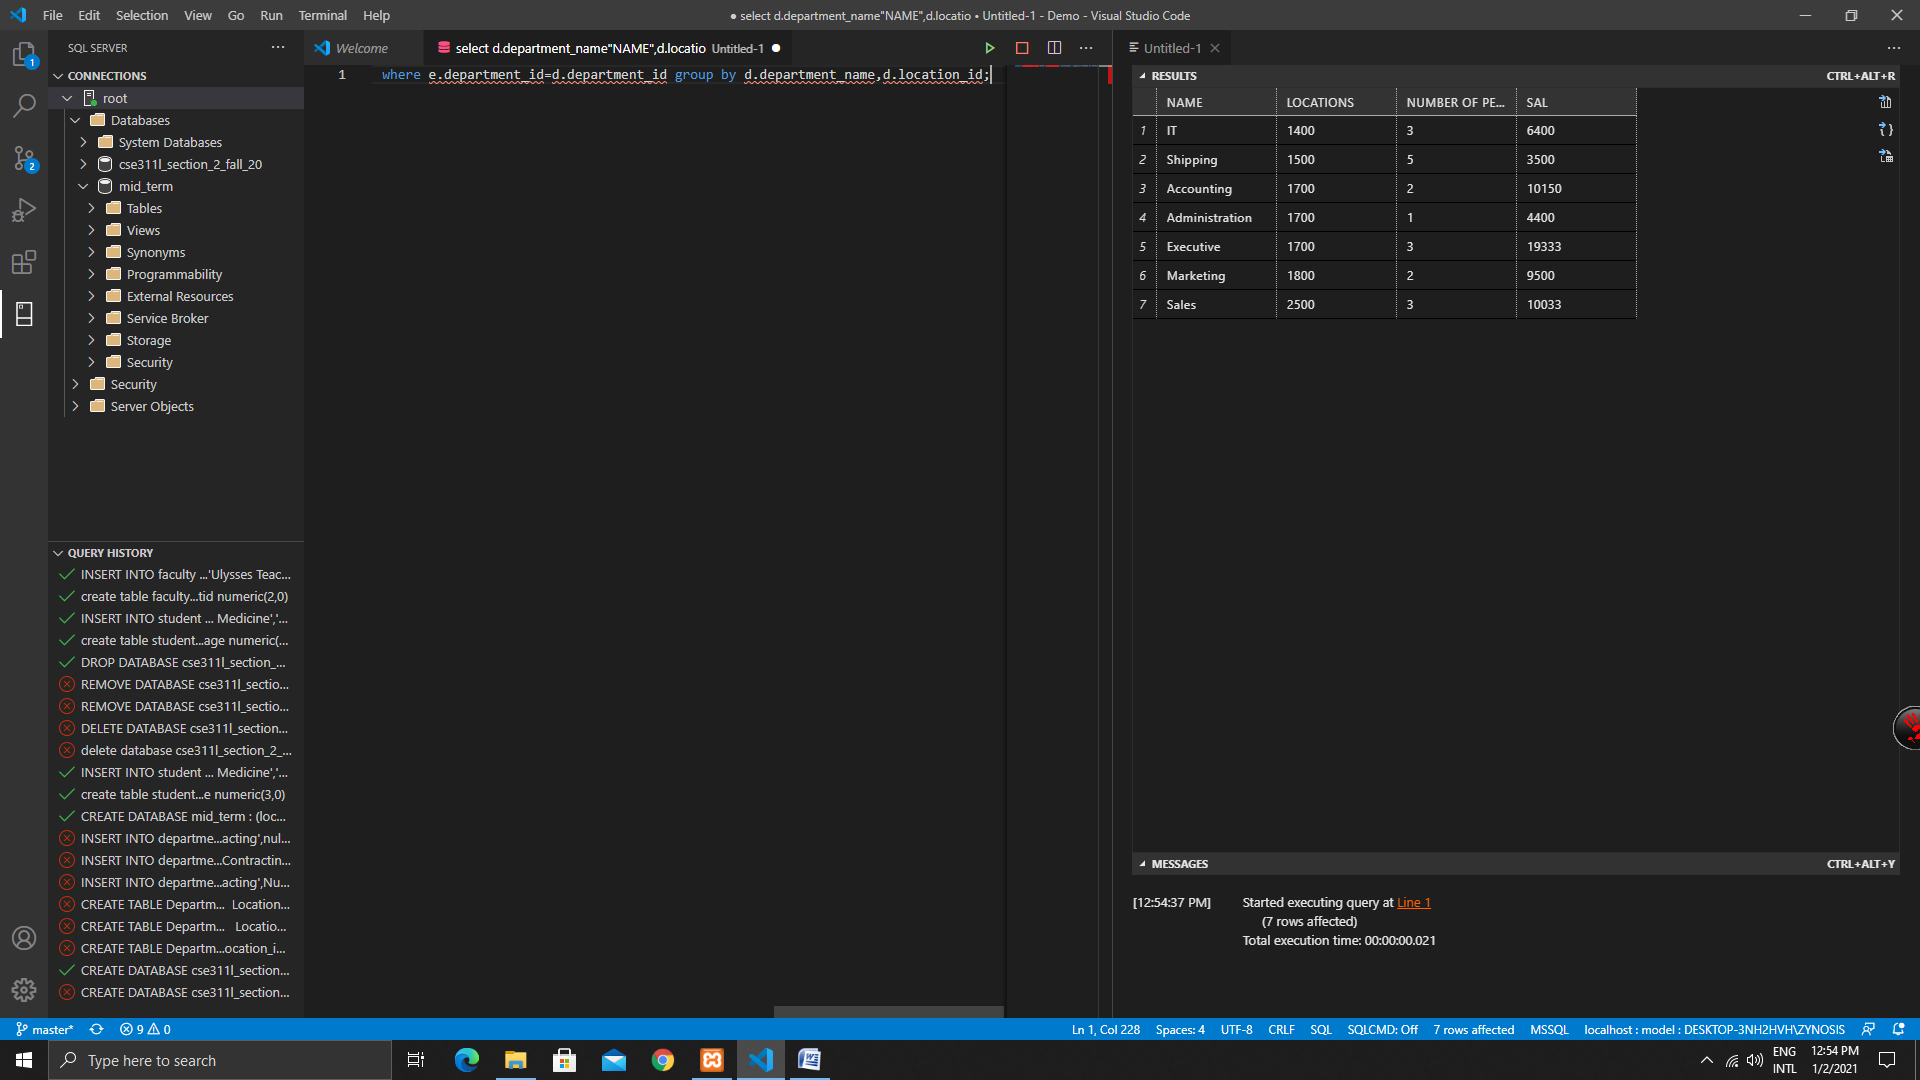 File Edit Selection View Go Run Terminal Help
● select d.department_name"NAME",d.locatio • Untitled-1 - Demo - Visual Studio Code
SQL SERVER
CONNECTIONS
root
Databases
System Databases
cse311l_section_2_fall_20
mid_term
Tables
Views
Synonyms
Programmability
External Resources
Service Broker
Storage
Security
Security
Server Objects
QUERY HISTORY
INSERT INTO faculty ...'Ulysses Teac...
create table faculty...tid numeric(2,0)
INSERT INTO student ... Medicine','...
create table student...age numeric(...
DROP DATABASE cse311l_section_...
REMOVE DATABASE cse311l_sectio...
REMOVE DATABASE cse311l_sectio...
DELETE DATABASE cse311l_section...
delete database cse311l_section_2_...
INSERT INTO student ... Medicine','...
create table student...e numeric(3,0)
CREATE DATABASE mid_term : (loc...
INSERT INTO departme...acting',nul...
INSERT INTO departme...Contractin...
INSERT INTO departme...acting',Nu...
CREATE TABLE Departm... Location...
CREATE TABLE Departm... Locatio...
CREATE TABLE Departm...ocation_i...
CREATE DATABASE cse311l_section...
CREATE DATABASE cse311l_section...
1
2
Welcome
select d.department_name"NAME",d.locatio Untitled-1 ●
1 where e.department_id=d.department_id group by d.department_name,d.location_id;
Untitled-1
RESULTS CTRL+ALT+R
NAME LOCATIONS NUMBER OF PE... SAL
1 IT 1400 3 6400
2 Shipping 1500 5 3500
3 Accounting 1700 2 10150
4 Administration 1700 1 4400
5 Executive 1700 3 19333
6 Marketing 1800 2 9500
7 Sales 2500 3 10033
MESSAGES CTRL+ALT+Y
[12:54:37 PM] Started executing query at Line 1
(7 rows affected)
Total execution time: 00:00:00.021
master* 9 0
Ln 1, Col 228 Spaces: 4 UTF-8 CRLF SQL SQLCMD: Off 7 rows affected MSSQL localhost : model : DESKTOP-3NH2HVH\ZYNOSIS
Type here to search
ENG
INTL
12:54 PM
1/2/2021